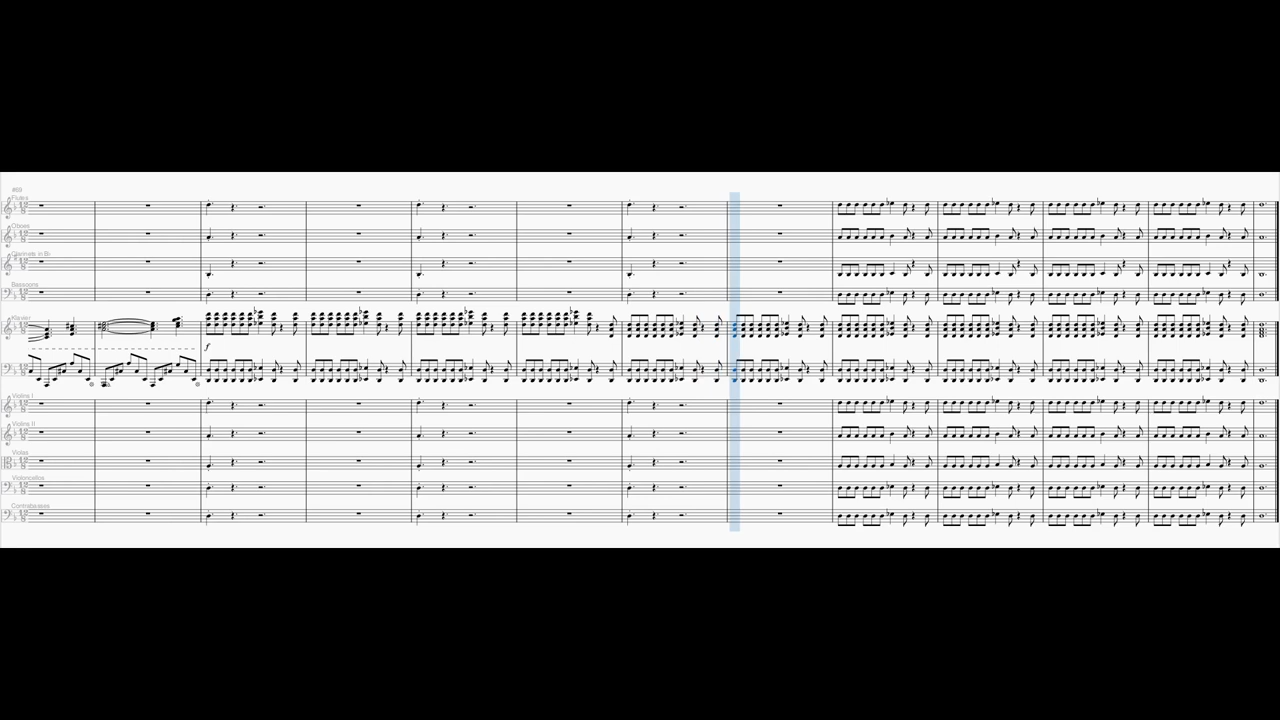 #69
Flutes
Oboes
Clarinets in B♭
Bassoons
Klavier
f
Violins I
Violins II
Violas
Violoncellos
Contrabasses